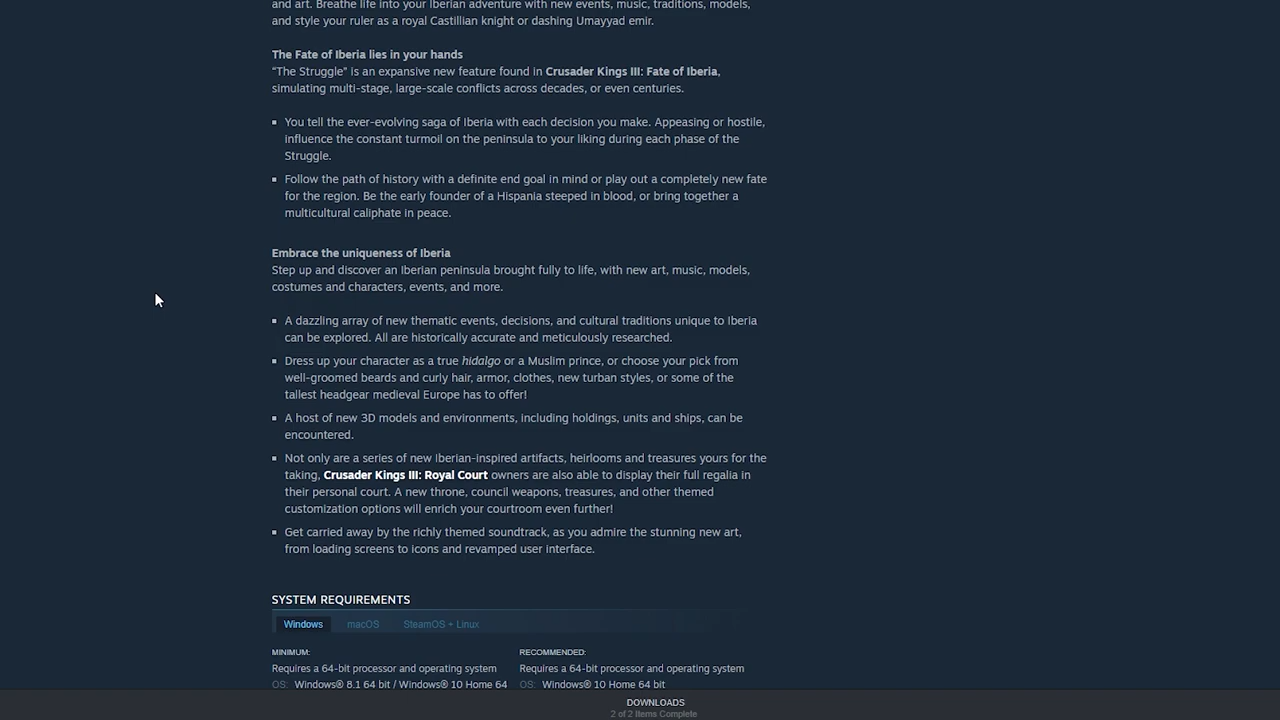 and art. Breathe life into your Iberian adventure with new events, music, traditions, models,
and style your ruler as a royal Castillian knight or dashing Umayyad emir.
The Fate of Iberia lies in your hands
“The Struggle” is an expansive new feature found in Crusader Kings III: Fate of Iberia,
simulating multi-stage, large-scale conflicts across decades, or even centuries.
▪ You tell the ever-evolving saga of Iberia with each decision you make. Appeasing or hostile,
influence the constant turmoil on the peninsula to your liking during each phase of the
Struggle.
▪ Follow the path of history with a definite end goal in mind or play out a completely new fate
for the region. Be the early founder of a Hispania steeped in blood, or bring together a
multicultural caliphate in peace.
Embrace the uniqueness of Iberia
Step up and discover an Iberian peninsula brought fully to life, with new art, music, models,
costumes and characters, events, and more.
▪ A dazzling array of new thematic events, decisions, and cultural traditions unique to Iberia
can be explored. All are historically accurate and meticulously researched.
▪ Dress up your character as a true hidalgo or a Muslim prince, or choose your pick from
well-groomed beards and curly hair, armor, clothes, new turban styles, or some of the
tallest headgear medieval Europe has to offer!
▪ A host of new 3D models and environments, including holdings, units and ships, can be
encountered.
▪ Not only are a series of new Iberian-inspired artifacts, heirlooms and treasures yours for the
taking, Crusader Kings III: Royal Court owners are also able to display their full regalia in
their personal court. A new throne, council weapons, treasures, and other themed
customization options will enrich your courtroom even further!
▪ Get carried away by the richly themed soundtrack, as you admire the stunning new art,
from loading screens to icons and revamped user interface.
SYSTEM REQUIREMENTS
Windows macOS SteamOS + Linux
MINIMUM: RECOMMENDED:
Requires a 64-bit processor and operating system Requires a 64-bit processor and operating system
OS: Windows® 8.1 64 bit / Windows® 10 Home 64 OS: Windows® 10 Home 64 bit
DOWNLOADS
2 of 2 Items Complete